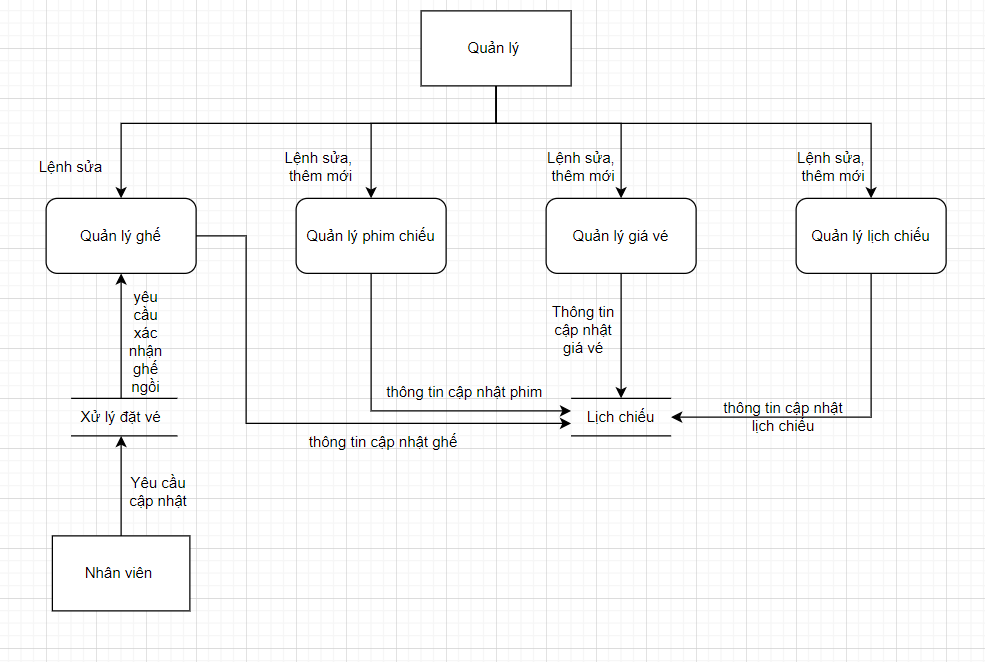 Quản lý
Lệnh sửa
Lệnh sửa,
thêm mới
Lệnh sửa,
thêm mới
Lệnh sửa,
thêm mới
Quản lý ghế
Quản lý phim chiếu
Quản lý giá vé
Quản lý lịch chiếu
yêu
cầu
xác
nhận
ghế
ngồi
Thông tin
cập nhật
giá vé
thông tin cập nhật phim
thông tin cập nhật
lịch chiếu
Xử lý đặt vé
Lịch chiếu
thông tin cập nhật ghế
Yêu cầu
cập nhật
Nhân viên